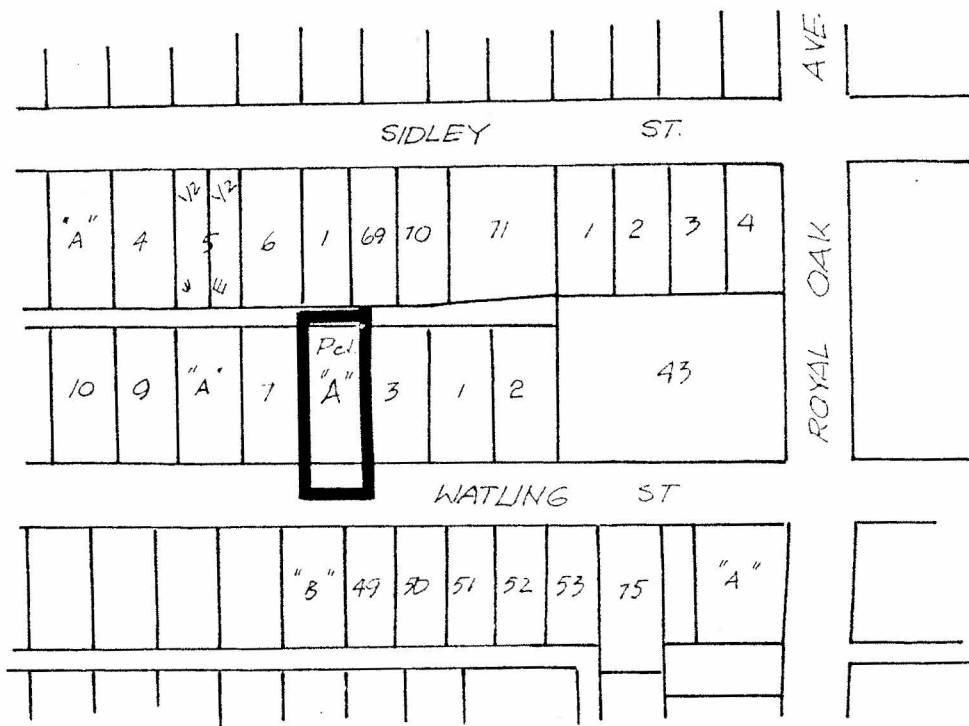 AVE.
SIDLEY ST.
"A" 4 1/2 1/2 5 6 1 69 70 71 1 2 3 4
W E
ROYAL OAK
10 9 "A" 7 Pcl. "A" 3 1 2 43
WATLING ST
"B" 49 50 51 52 53 75 "A"